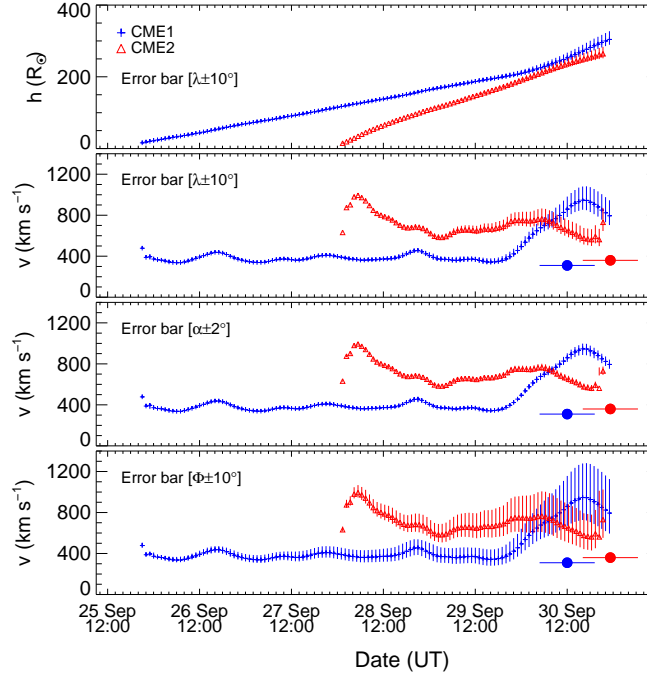 400
CME1
CME2
200
Error bar [λ±10°]
0
h (R☉)
1200
Error bar [λ±10°]
800
400
0
v (km s⁻¹)
1200
Error bar [α±2°]
800
400
0
v (km s⁻¹)
1200
Error bar [Φ±10°]
800
400
0
v (km s⁻¹)
25 Sep 26 Sep 27 Sep 28 Sep 29 Sep 30 Sep
12:00 12:00 12:00 12:00 12:00 12:00
Date (UT)